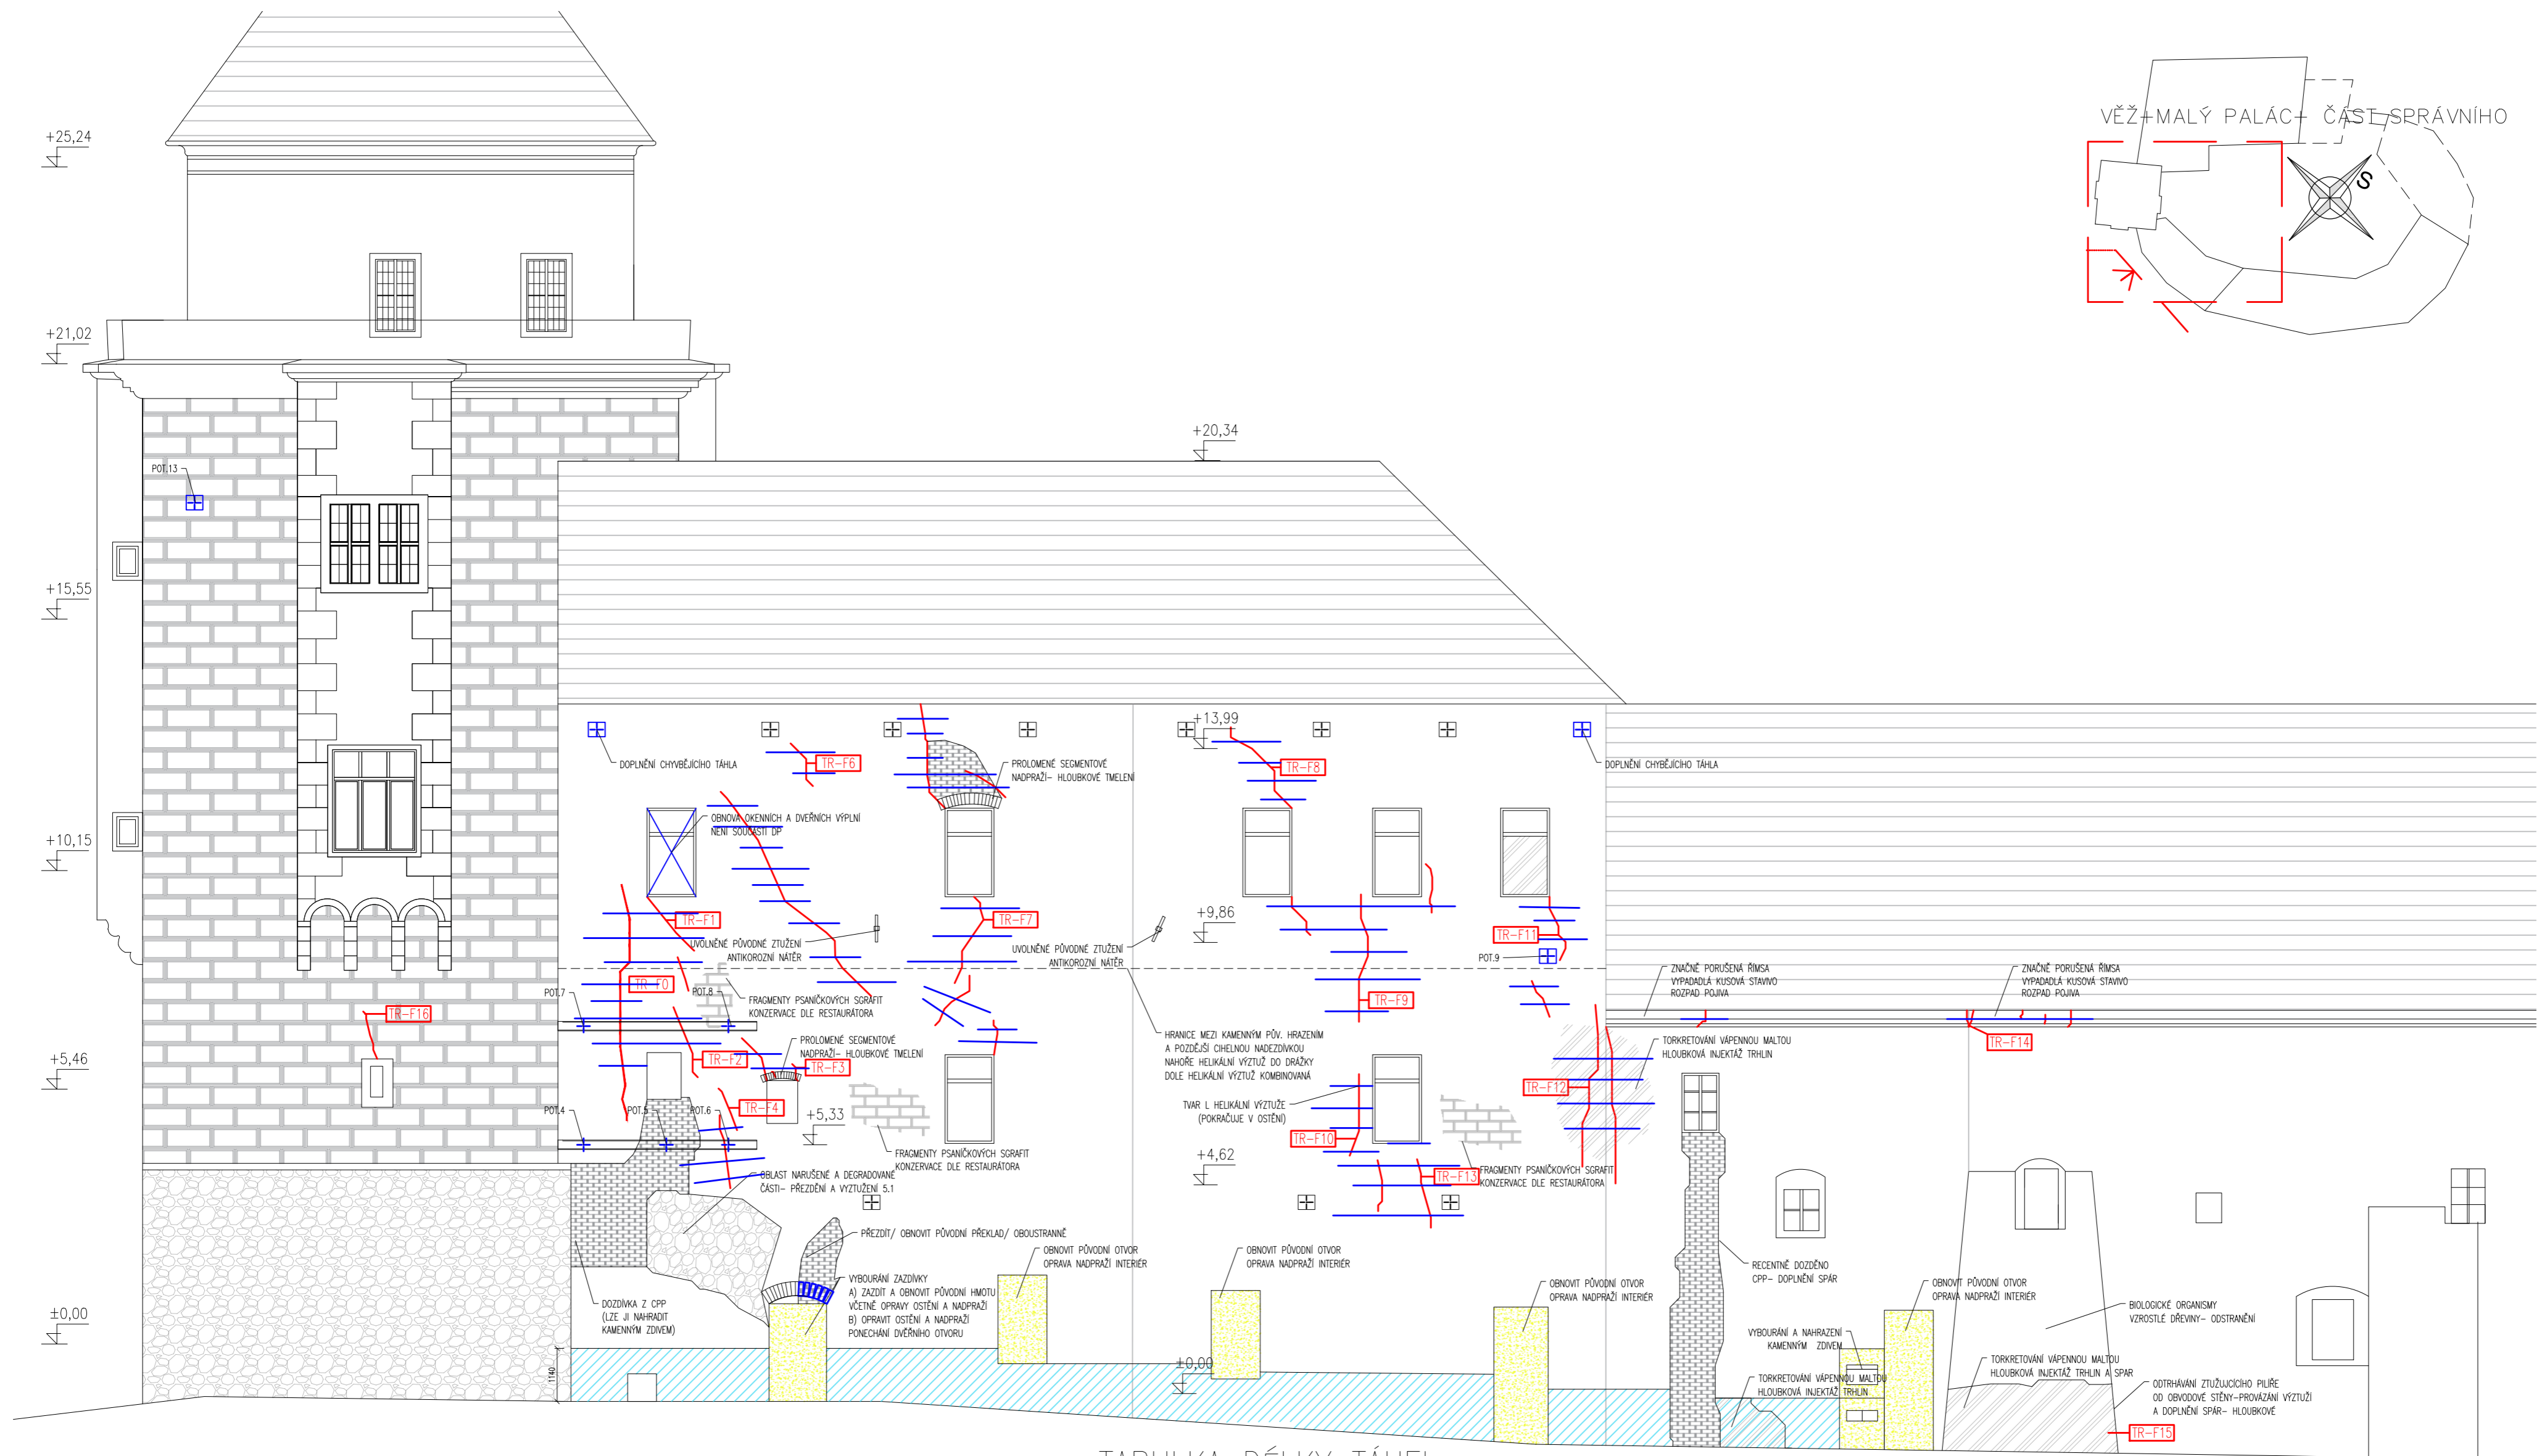 VĚŽ+MALÝ PALÁC+ ČÁST SPRÁVNÍHO
S
+25,24
+21,02
+20,34
POT.13
+15,55
+13,99
DOPLNĚNÍ CHYVBĚJÍCÍHO TÁHLA
TR-F6
PROLOMENÉ SEGMENTOVÉ
NADPRAŽÍ- HLOUBKOVÉ TMELENÍ
TR-F8
DOPLNĚNÍ CHYBĚJÍCÍHO TÁHLA
OBNOVA OKENNÍCH A DVEŘNÍCH VÝPLNÍ
NENÍ SOUČÁSTÍ DP
+10,15
TR-F1
TR-F7
+9,86
TR-F11
UVOLNĚNÉ PŮVODNÉ ZTUŽENÍ
ANTIKOROZNÍ NÁTĚR
UVOLNĚNÉ PŮVODNÉ ZTUŽENÍ
ANTIKOROZNÍ NÁTĚR
POT.9
ZNAČNĚ PORUŠENÁ ŘÍMSA
VYPADADLÁ KUSOVÁ STAVIVO
ROZPAD POJIVA
ZNAČNĚ PORUŠENÁ ŘÍMSA
VYPADADLÁ KUSOVÁ STAVIVO
ROZPAD POJIVA
TR-F0
POT.7
POT.8
FRAGMENTY PSANÍČKOVÝCH SGRAFIT
KONZERVACE DLE RESTAURÁTORA
TR-F9
TR-F16
HRANICE MEZI KAMENNÝM PŮV. HRAZENÍM
A POZDĚJŠÍ CIHELNOU NADEZDÍVKOU
NAHOŘE HELIKÁLNÍ VÝZTUŽ DO DRÁŽKY
DOLE HELIKÁLNÍ VÝZTUŽ KOMBINOVANÁ
PROLOMENÉ SEGMENTOVÉ
NADPRAŽÍ- HLOUBKOVÉ TMELENÍ
TORKRETOVÁNÍ VÁPENNOU MALTOU
HLOUBKOVÁ INJEKTÁŽ TRHLIN
TR-F14
+5,46
TR-F2
TR-F3
TR-F12
TVAR L HELIKÁLNÍ VÝZTUŽE
(POKRAČUJE V OSTĚNÍ)
POT.4
POT.5
POT.6
TR-F4
+5,33
TR-F10
FRAGMENTY PSANÍČKOVÝCH SGRAFIT
KONZERVACE DLE RESTAURÁTORA
+4,62
TR-F13
FRAGMENTY PSANÍČKOVÝCH SGRAFIT
KONZERVACE DLE RESTAURÁTORA
OBLAST NARUŠENÉ A DEGRADOVANÉ
ČÁSTI- PŘEZDĚNÍ A VYZTUŽENÍ 5.1
PŘEZDÍT/ OBNOVIT PŮVODNÍ PŘEKLAD/ OBOUSTRANNĚ
OBNOVIT PŮVODNÍ OTVOR
OPRAVA NADPRAŽÍ INTERIÉR
OBNOVIT PŮVODNÍ OTVOR
OPRAVA NADPRAŽÍ INTERIÉR
RECENTNĚ DOZDĚNO
CPP- DOPLNĚNÍ SPÁR
VYBOURÁNÍ ZAZDÍVKY
A) ZAZDÍT A OBNOVIT PŮVODNÍ HMOTU
VČETNĚ OPRAVY OSTĚNÍ A NADPRAŽÍ
B) OPRAVIT OSTĚNÍ A NADPRAŽÍ
PONECHÁNÍ DVEŘNÍHO OTVORU
OBNOVIT PŮVODNÍ OTVOR
OPRAVA NADPRAŽÍ INTERIÉR
OBNOVIT PŮVODNÍ OTVOR
OPRAVA NADPRAŽÍ INTERIÉR
DOZDÍVKA Z CPP
(LZE JI NAHRADIT
KAMENNÝM ZDIVEM)
±0,00
BIOLOGICKÉ ORGANISMY
VZROSTLÉ DŘEVINY- ODSTRANĚNÍ
VYBOURÁNÍ A NAHRAZENÍ
KAMENNÝM ZDIVEM
±0,00
1140
TORKRETOVÁNÍ VÁPENNOU MALTOU
HLOUBKOVÁ INJEKTÁŽ TRHLIN A SPAR
TORKRETOVÁNÍ VÁPENNOU MALTOU
HLOUBKOVÁ INJEKTÁŽ TRHLIN
ODTRHÁVÁNÍ ZTUŽUJÍCÍCO PILÍŘE
OD OBVODOVÉ STĚNY-PROVÁZÁNÍ VÝZTUŽÍ
A DOPLNĚNÍ SPÁR- HLOUBKOVÉ
TR-F15
TABULKA DÉLKY TÁHEL